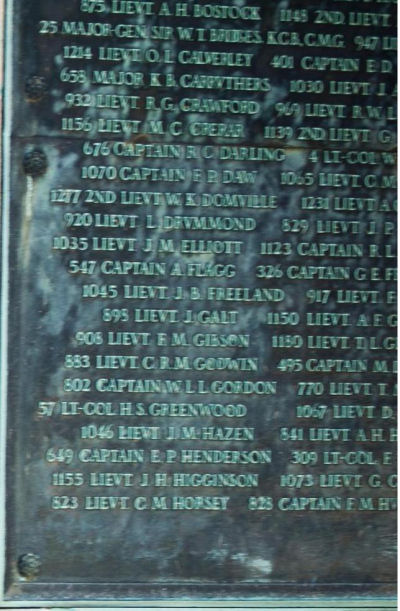 875 LIEVT. A. H. BOSTOCK 1148 2ND LIEVT.
25 MAJOR-GEN. SIR W. T. BRIDGES. K.C.B., C.M.G. 947 LI
1214 LIEVT. O. L. CALVERLEY 401 CAPTAIN E. D
658 MAJOR K. B. CARRVTHERS 1030 LIEVT. J.
932 LIEVT. R. G. CRAWFORD 969 LIEVT. R. W. L
1156 LIEVT. M. C. CRERAR 1139 2ND LIEVT. G.
676 CAPTAIN R. C. DARLING 4 LT-COL. W
1070 CAPTAIN F. P. DAW 1065 LIEVT. C. M.
1277 2ND LIEVT. W. K. DOMVILLE 1231 LIEVT. A.
920 LIEVT. L. DRVMMOND 829 LIEVT. J. P.
1035 LIEVT. J. M. ELLIOTT 1123 CAPTAIN R. L.
547 CAPTAIN A. FLAGG 326 CAPTAIN G. E. F
1045 LIEVT. J. B. FREELAND 917 LIEVT. F
898 LIEVT. J. GALT 1150 LIEVT. A. F. G
908 LIEVT. F. M. GIBSON 1180 LIEVT. T. L. G
883 LIEVT. C. R. M. GODWIN 495 CAPTAIN M.
802 CAPTAIN W. L. L. GORDON 770 LIEVT. T.
57 LT-COL. H. S. GREENWOOD 1067 LIEVT. D.
1046 LIEVT. J. M. HAZEN 841 LIEVT. A. H. H
649 CAPTAIN E. P. HENDERSON 309 LT-COL. F
1155 LIEVT. J. H. HIGGINSON 1073 LIEVT. G.
823 LIEVT. C. M. HORSEY 828 CAPTAIN F. M.